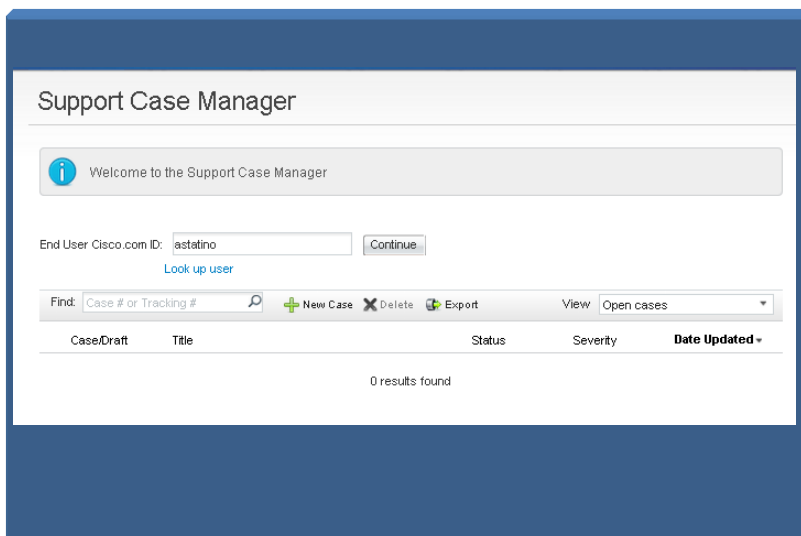 Support Case Manager
Welcome to the Support Case Manager
End User Cisco.com ID: astatino Continue
Look up user
Find: Case # or Tracking # New Case Delete Export View Open cases
Case/Draft Title Status Severity Date Updated
0 results found